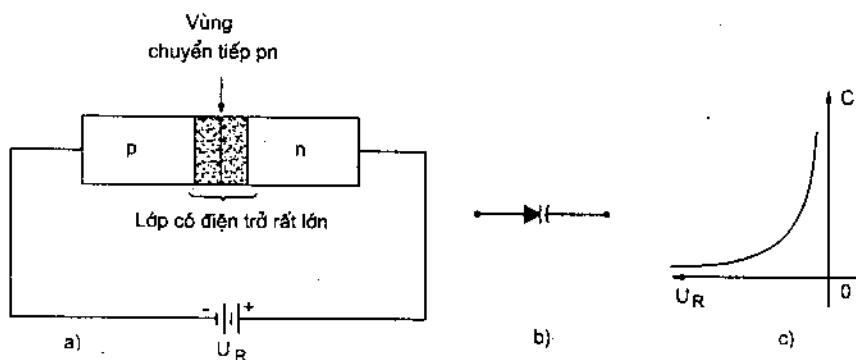 Vùng
chuyển tiếp pn
p
n
Lớp có điện trở rất lớn
- +
U R
a)
b)
C
U R
0
c)